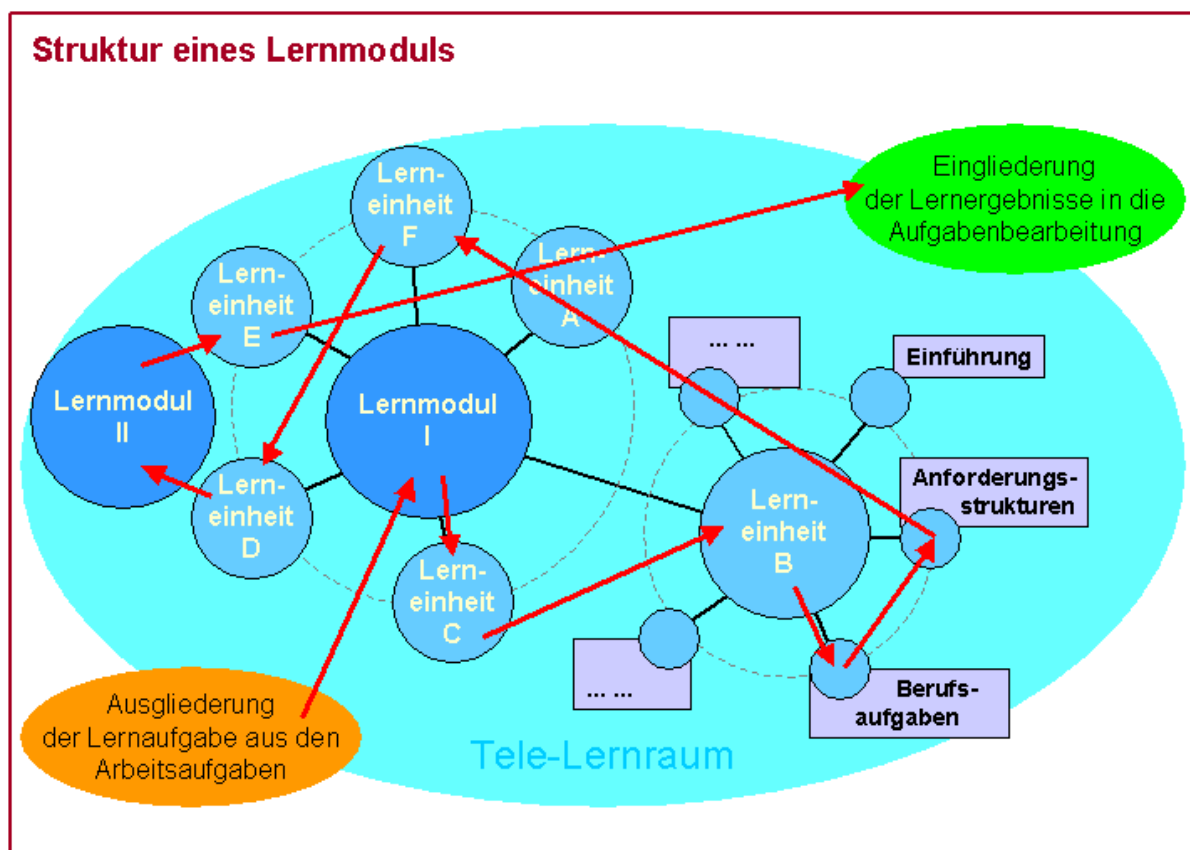 Struktur eines Lernmoduls
Lern-
einheit
F
Eingliederung
der Lernergebnisse in die
Aufgabenbearbeitung
Lern-
einheit
A
Lern-
einheit
E
Lernmodul
II
Lernmodul
I
... ...
Einführung
Anforderungs-
strukturen
Lern-
einheit
D
Lern-
einheit
B
Lern-
einheit
C
... ...
Berufs-
aufgaben
Ausgliederung
der Lernaufgabe aus den
Arbeitsaufgaben
Tele-Lernraum